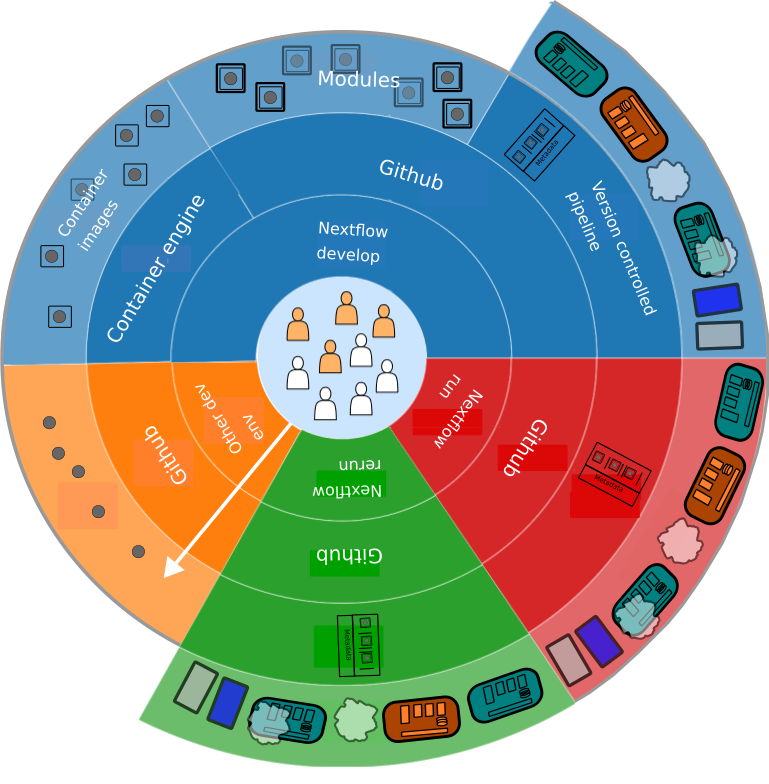 Modules
Github
Nextflow
develop
Container
images
Container engine
Metadata
Version controlled
pipeline
Nextflow
run
Github
Metadata
Nextflow
rerun
Github
Metadata
Other dev
env
Github